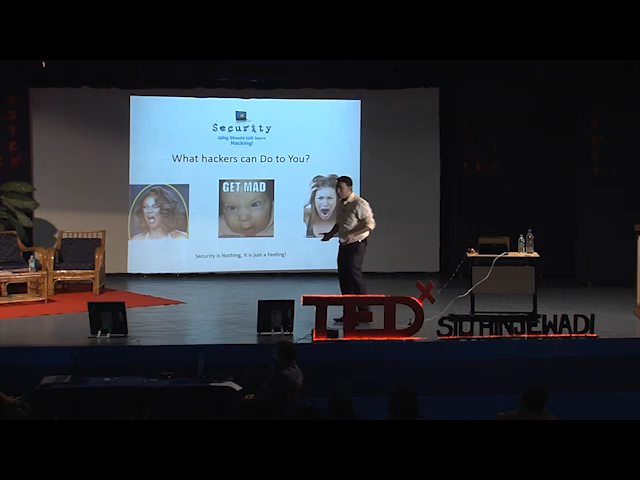 Security
Why Should WE learn
Hacking!
What hackers can Do to You?
GET MAD
Security is Nothing, It is just a Feeling!
TEDx
SIU HINJEWADI